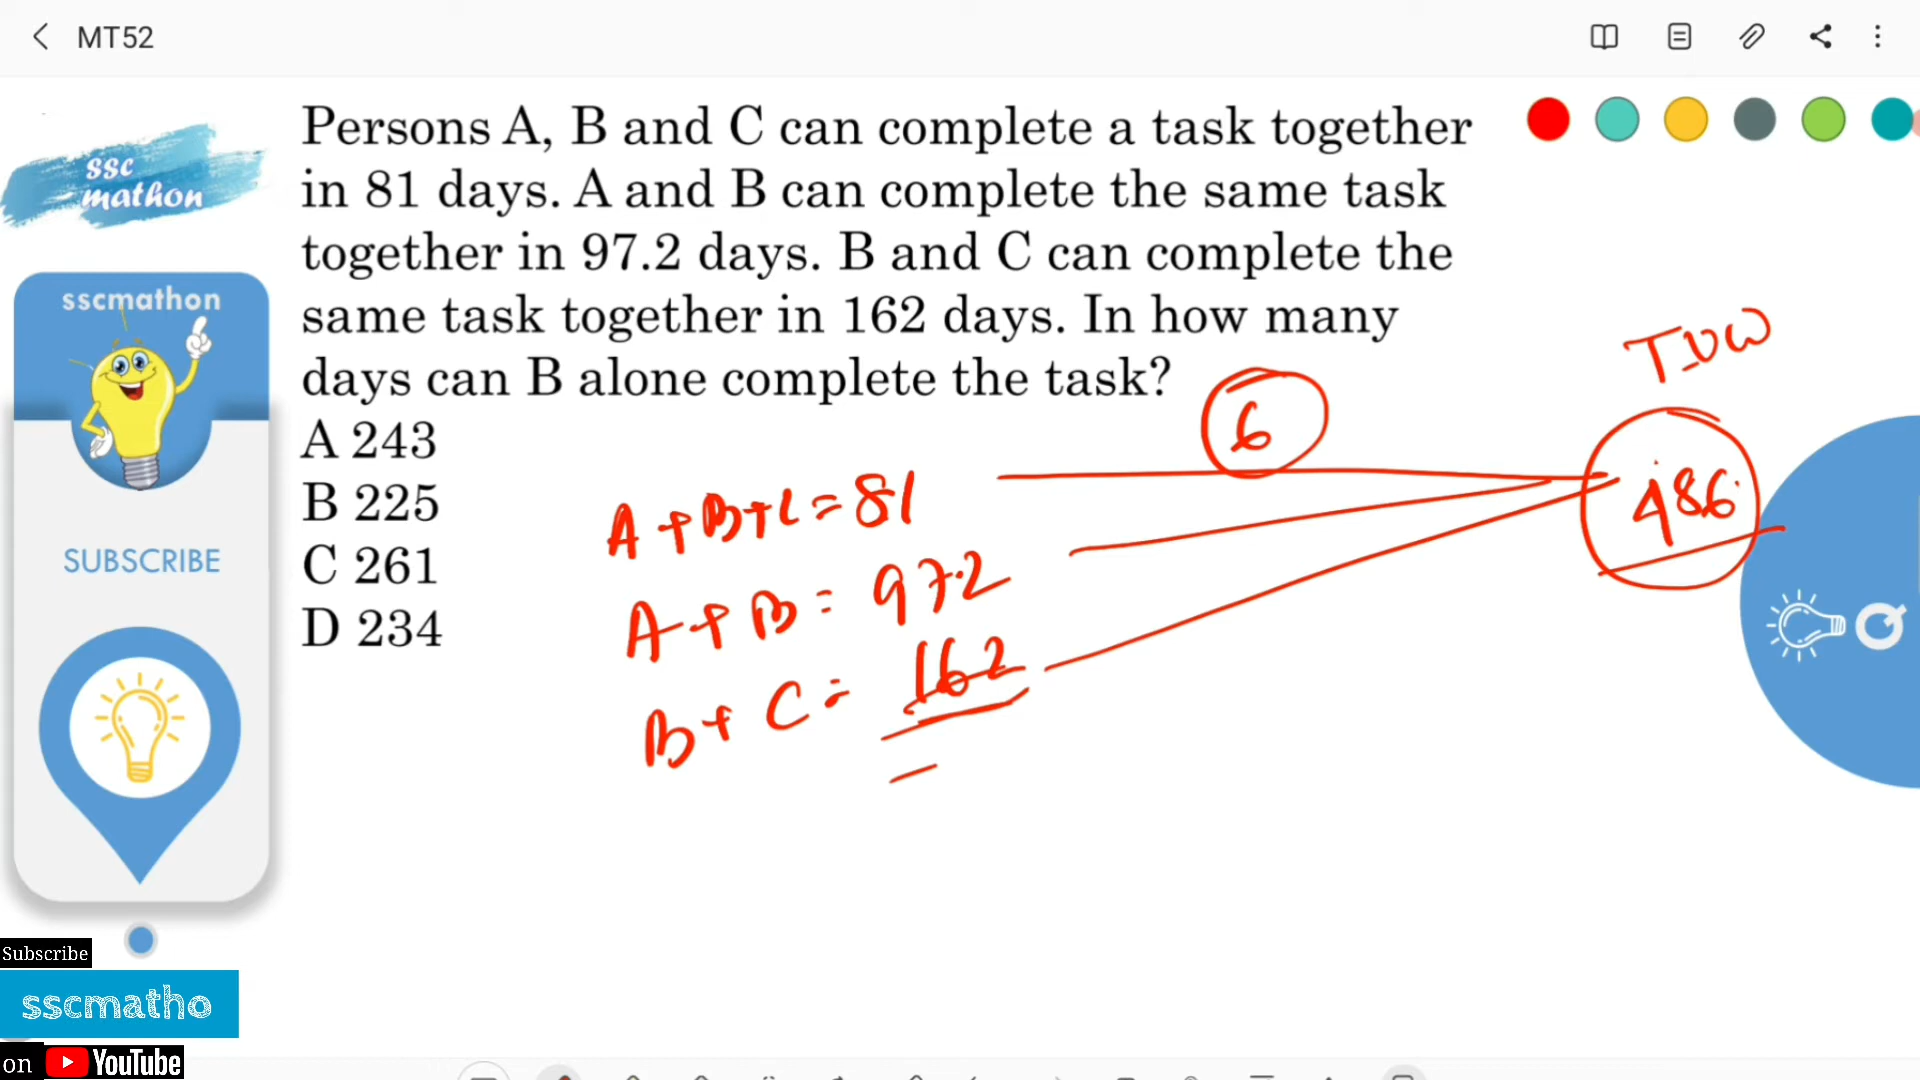 MT52
ssc
mathon
sscmathon
SUBSCRIBE
Persons A, B and C can complete a task together
in 81 days. A and B can complete the same task
together in 97.2 days. B and C can complete the
same task together in 162 days. In how many
days can B alone complete the task?
A 243
B 225
C 261
D 234
A+B+C=81
A+B=97.2
B+C=162
6
TUW
486
Q
Subscribe
sscmatho
on YouTube